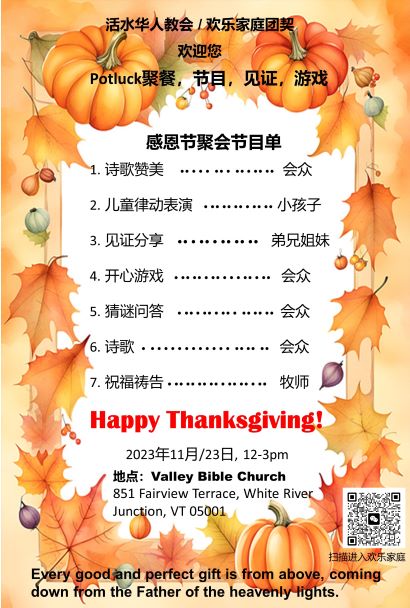 活水华人教会 / 欢乐家庭团契
欢迎您
Potluck聚餐，节目，见证，游戏
感恩节聚会节目单
1. 诗歌赞美 ................ 会众
2. 儿童律动表演 ............ 小孩子
3. 见证分享 .............. 弟兄姐妹
4. 开心游戏 ................ 会众
5. 猜谜问答 ................ 会众
6. 诗歌 .................... 会众
7. 祝福祷告 ................ 牧师
Happy Thanksgiving!
2023年11月/23日, 12-3pm
地点：Valley Bible Church
851 Fairview Terrace, White River
Junction, VT 05001
扫描进入欢乐家庭
Every good and perfect gift is from above, coming
down from the Father of the heavenly lights.